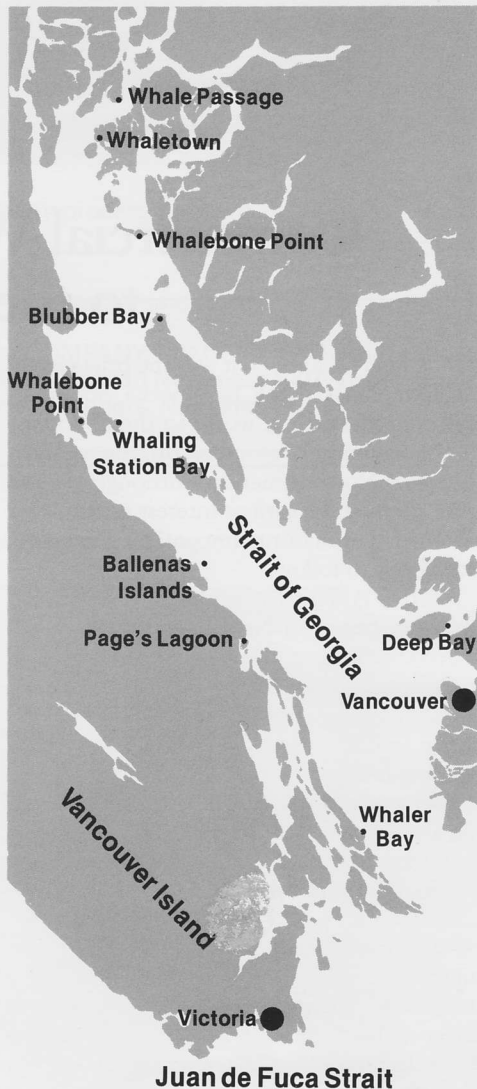 Whale Passage
Whaletown
Whalebone Point
Blubber Bay
Whalebone
Point
Whaling
Station Bay
Strait of Georgia
Ballenas
Islands
Page's Lagoon
Deep Bay
Vancouver
Whaler
Bay
Vancouver Island
Victoria
Juan de Fuca Strait